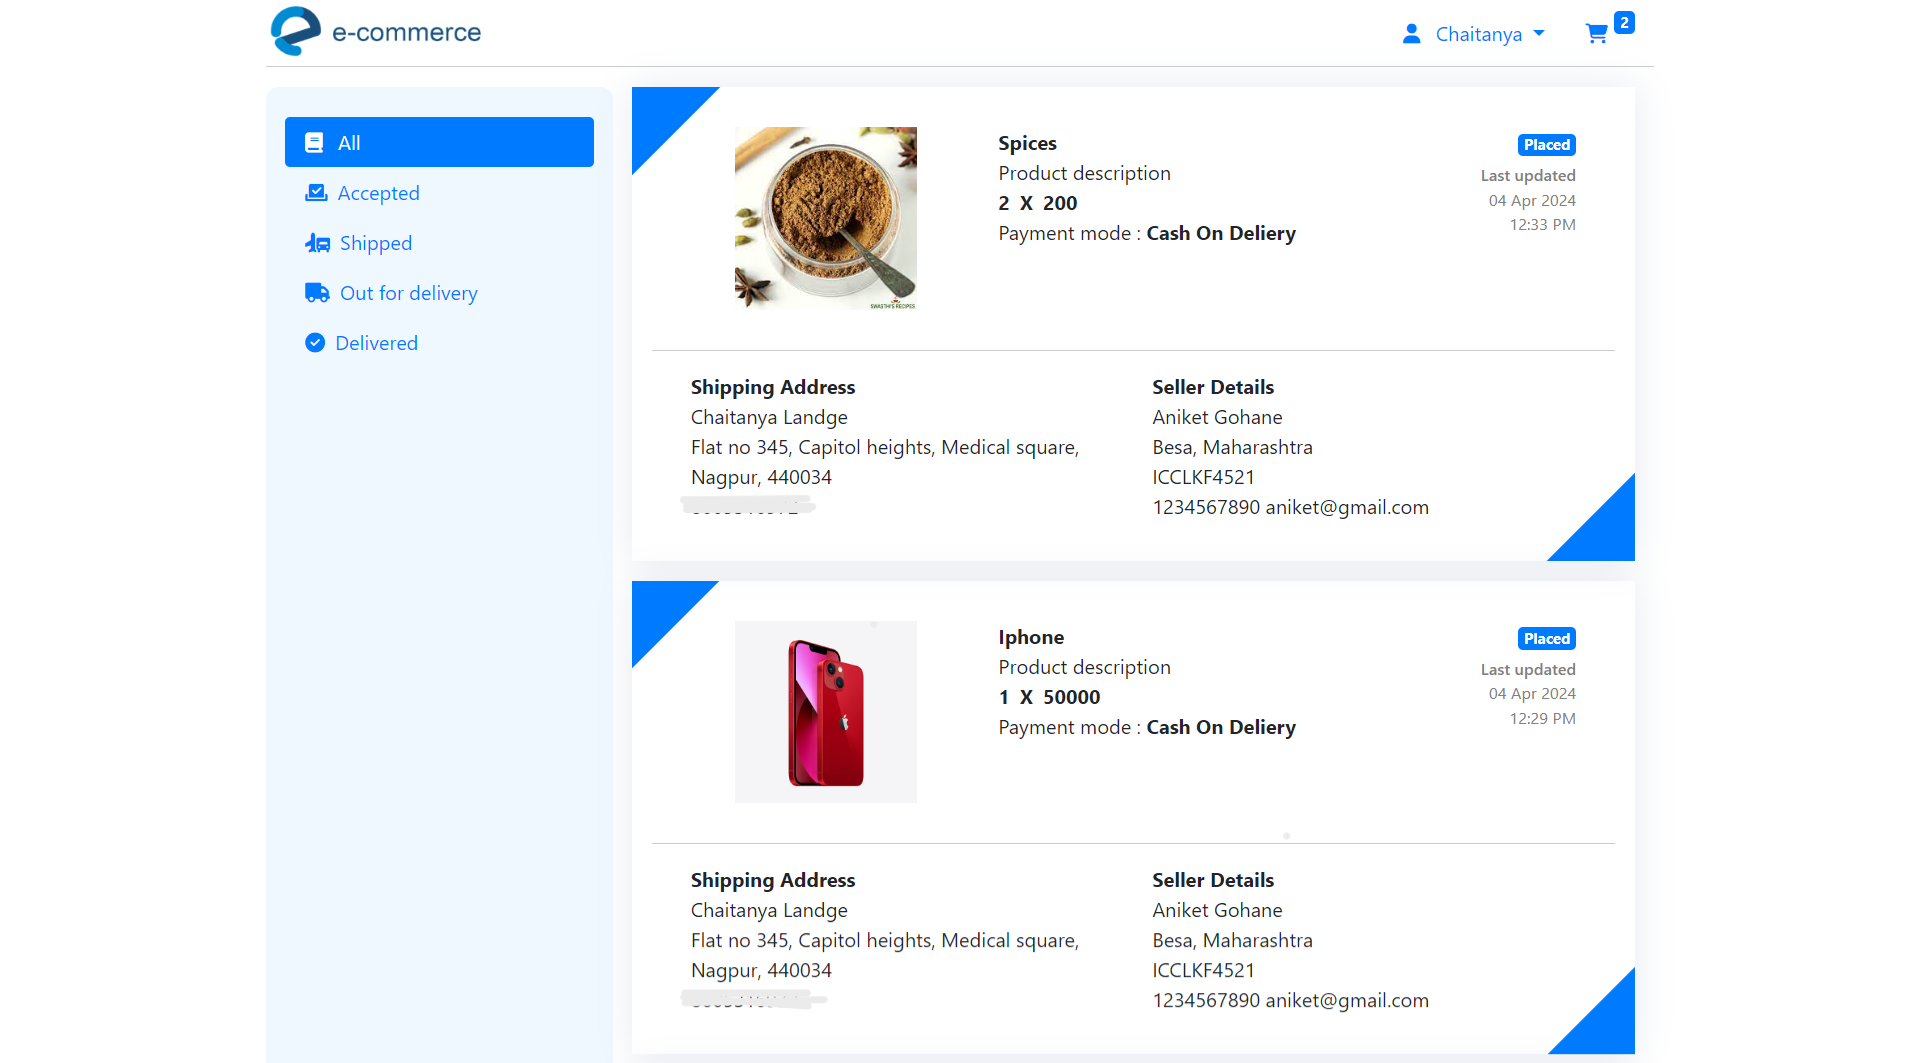 e-commerce
Chaitanya
2
All
Accepted
Shipped
Out for delivery
Delivered
Spices
Product description
2 X 200
Payment mode : Cash On Deliery
Placed
Last updated
04 Apr 2024
12:33 PM
SWASTHI'S RECIPES
Shipping Address
Chaitanya Landge
Flat no 345, Capitol heights, Medical square,
Nagpur, 440034
Seller Details
Aniket Gohane
Besa, Maharashtra
ICCLKF4521
1234567890 aniket@gmail.com
Iphone
Product description
1 X 50000
Payment mode : Cash On Deliery
Placed
Last updated
04 Apr 2024
12:29 PM
Shipping Address
Chaitanya Landge
Flat no 345, Capitol heights, Medical square,
Nagpur, 440034
Seller Details
Aniket Gohane
Besa, Maharashtra
ICCLKF4521
1234567890 aniket@gmail.com